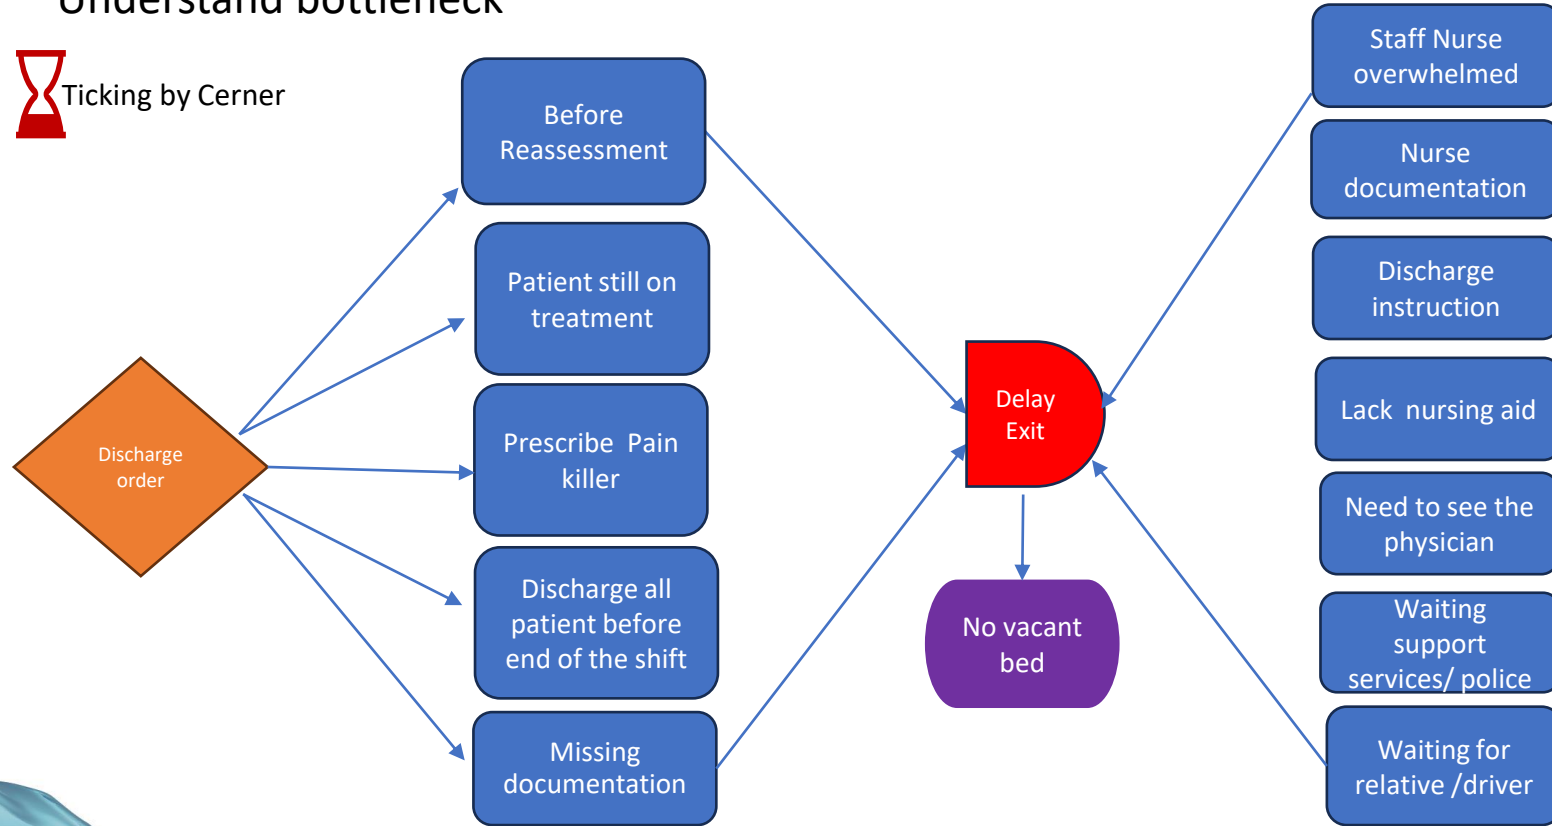 Understand bottleneck
Ticking by Cerner
Before
Reassessment
Patient still on
treatment
Prescribe Pain
killer
Discharge all
patient before
end of the shift
Missing
documentation
Discharge
order
Delay
Exit
No vacant
bed
Staff Nurse
overwhelmed
Nurse
documentation
Discharge
instruction
Lack nursing aid
Need to see the
physician
Waiting
support
services/ police
Waiting for
relative /driver